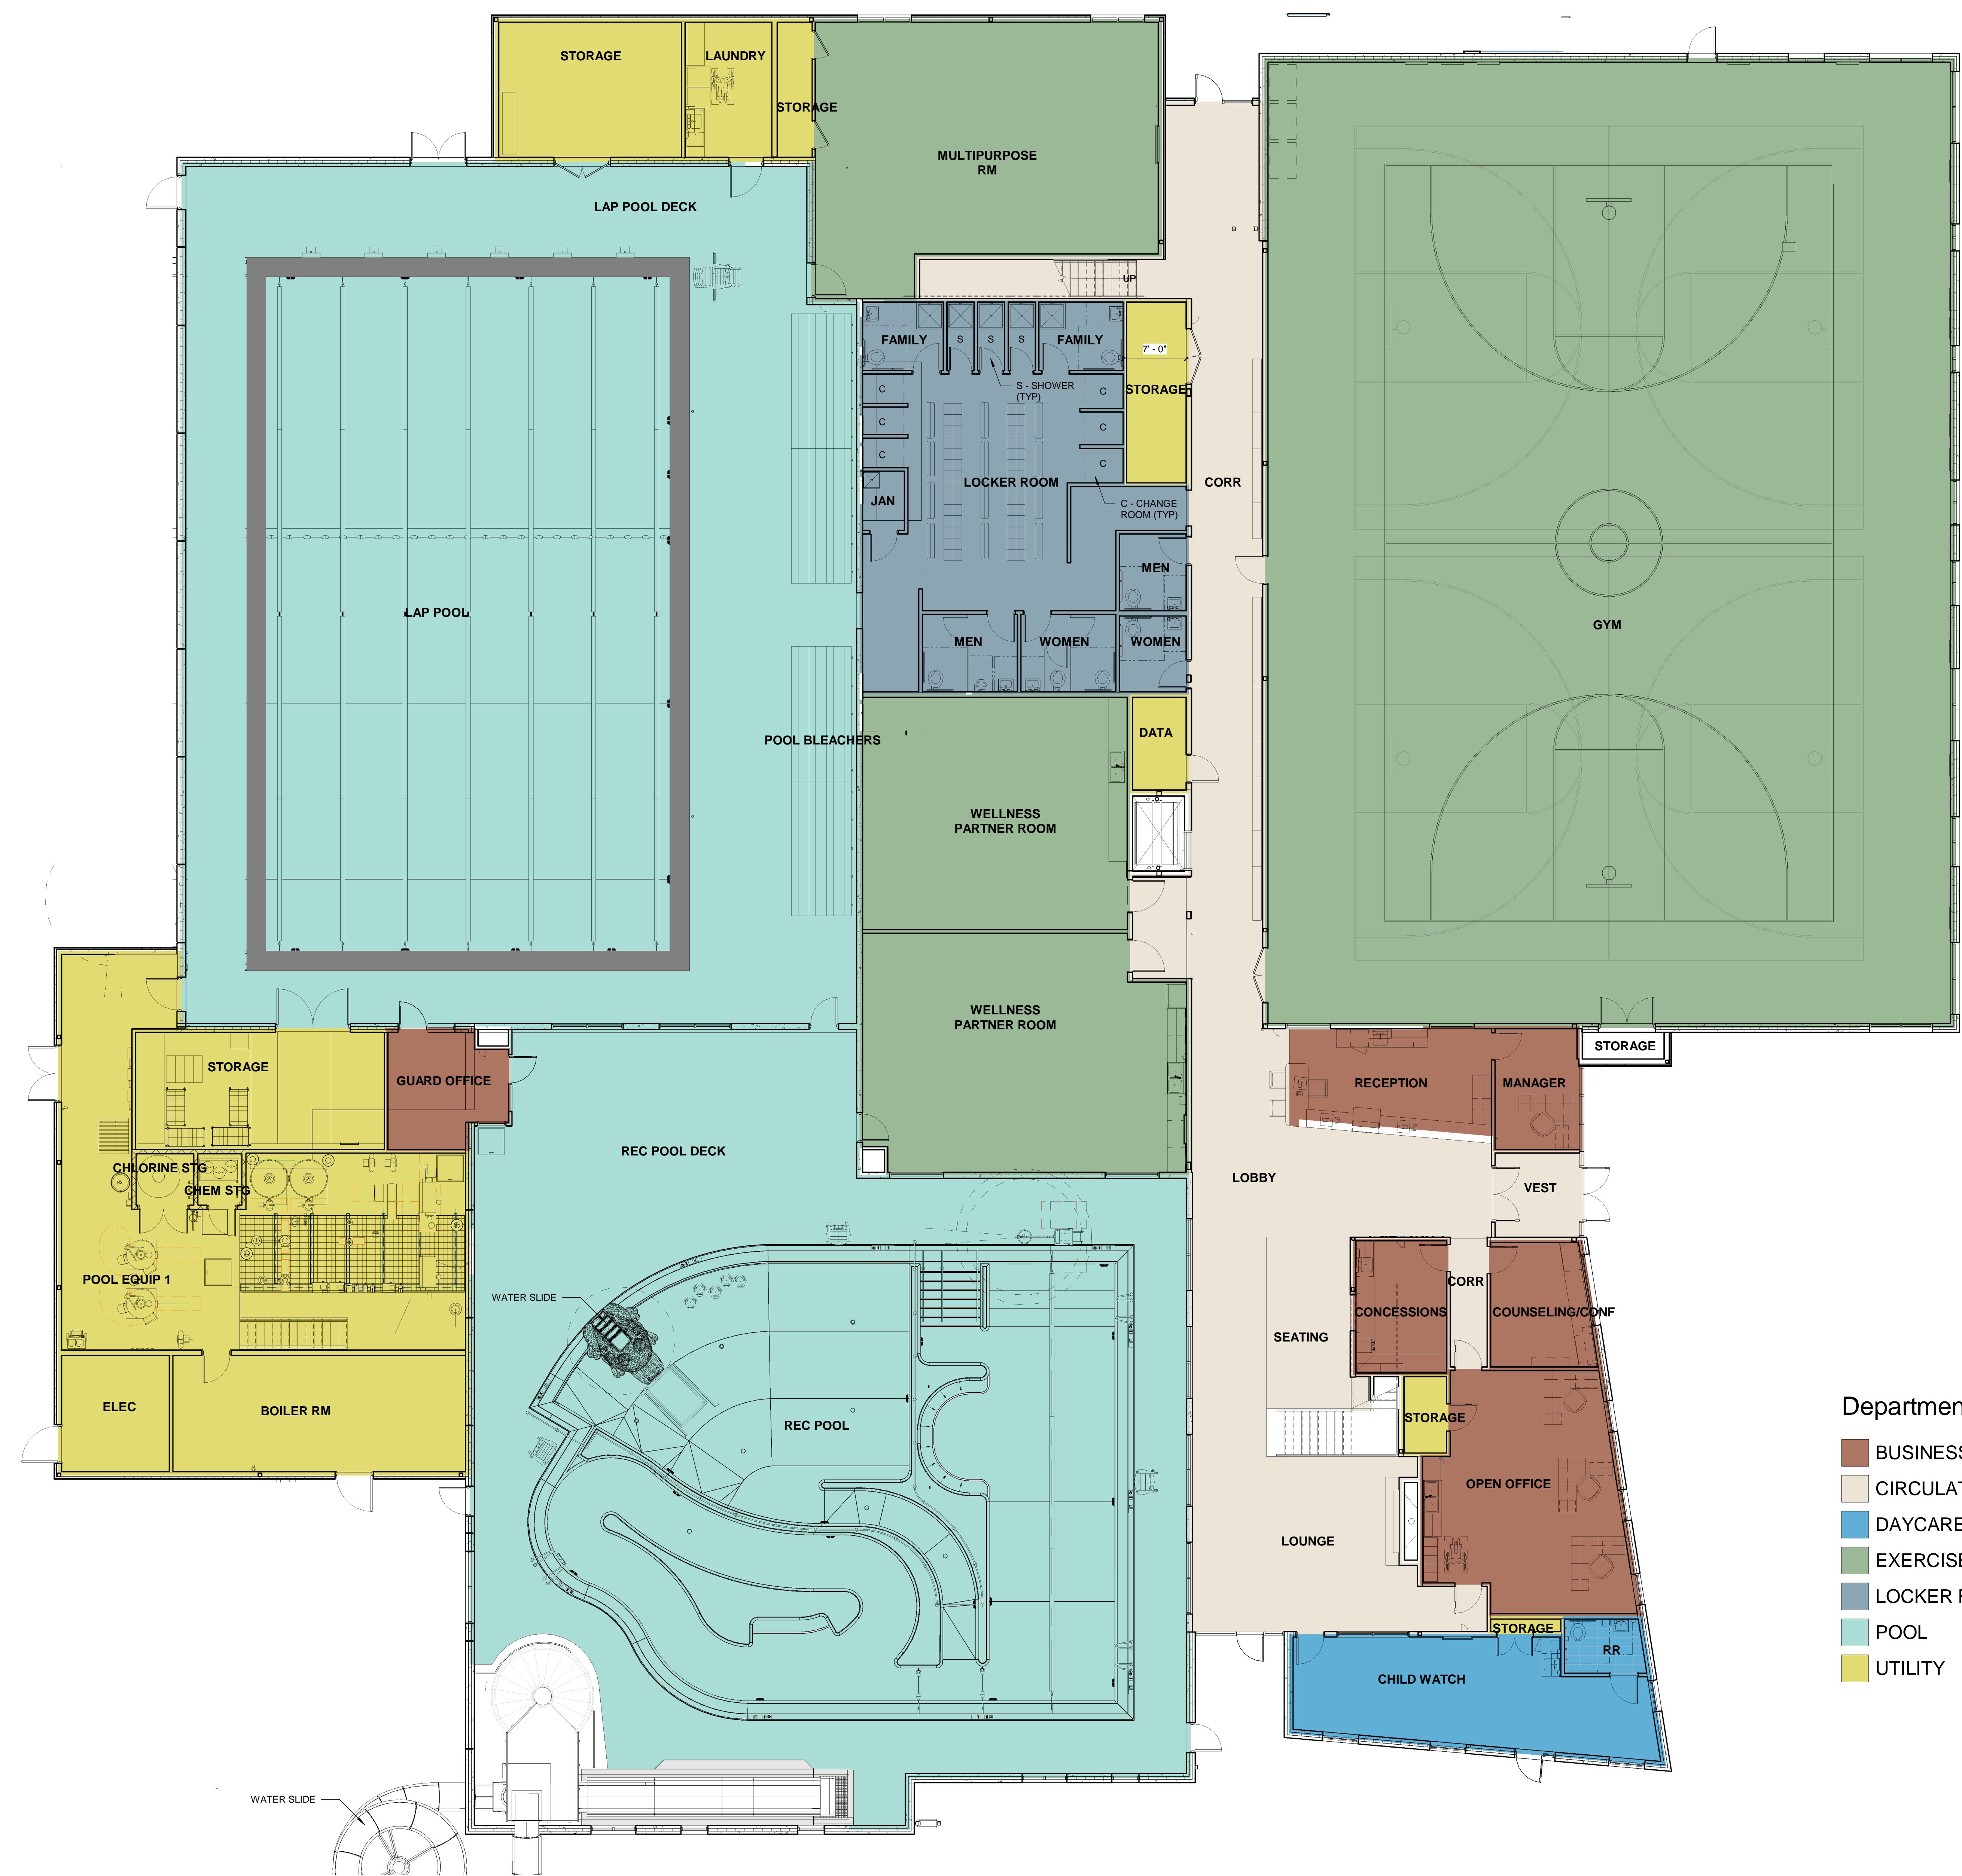 STORAGE
LAUNDRY
STORAGE
MULTIPURPOSE
RM
LAP POOL DECK
UP
FAMILY
S
S
S
FAMILY
7' - 0"
S - SHOWER
(TYP)
STORAGE
C
C
C
C
C
C
LOCKER ROOM
CORR
JAN
C - CHANGE
ROOM (TYP)
MEN
LAP POOL
GYM
MEN
WOMEN
WOMEN
DATA
POOL BLEACHERS
WELLNESS
PARTNER ROOM
WELLNESS
PARTNER ROOM
STORAGE
STORAGE
GUARD OFFICE
RECEPTION
MANAGER
REC POOL DECK
CHLORINE STG
CHEM STG
LOBBY
VEST
POOL EQUIP 1
CORR
WATER SLIDE
CONCESSIONS
COUNSELING/CONF
SEATING
ELEC
BOILER RM
REC POOL
STORAGE
OPEN OFFICE
LOUNGE
STORAGE
RR
CHILD WATCH
WATER SLIDE
Departmen
BUSINESS
CIRCULAT
DAYCARE
EXERCISE
LOCKER R
POOL
UTILITY